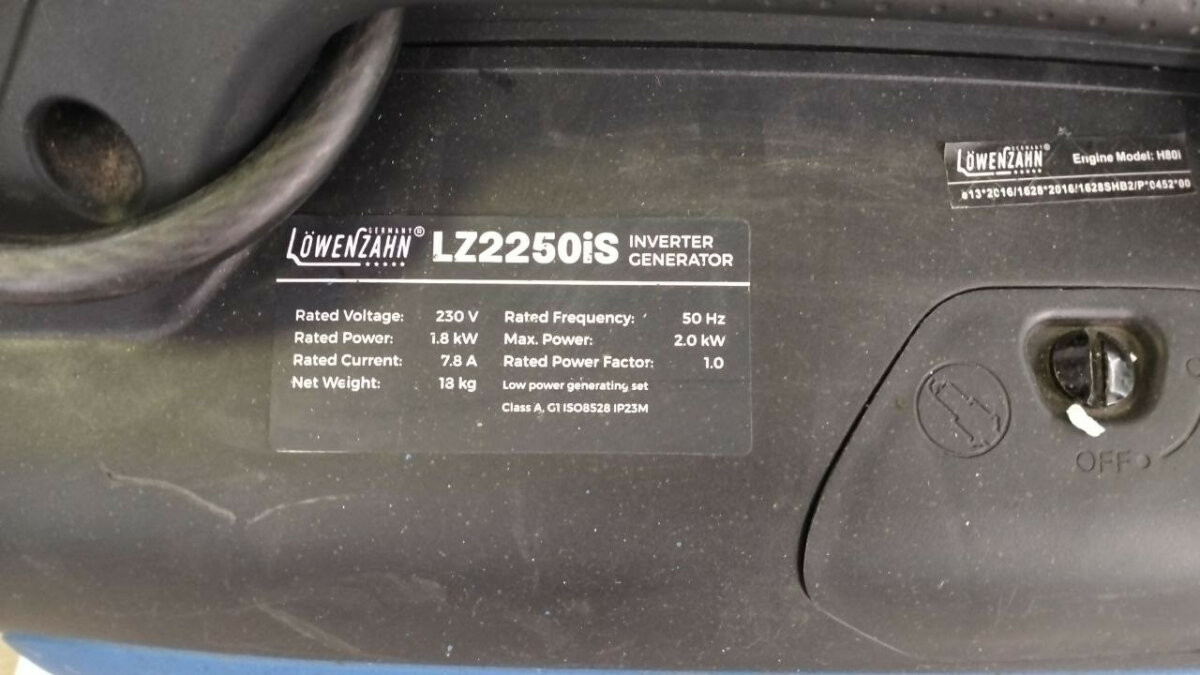 LÖWENZAHN®
GERMANY
Engine Model: H80i
e13*2016/1628*2016/1628SHB2/P*0452*00
LÖWENZAHN®
GERMANY
LZ2250iS INVERTER GENERATOR
Rated Voltage: 230 V Rated Frequency: 50 Hz
Rated Power: 1.8 kW Max. Power: 2.0 kW
Rated Current: 7.8 A Rated Power Factor: 1.0
Net Weight: 18 kg Low power generating set
Class A, G1 ISO8528 IP23M
OFF